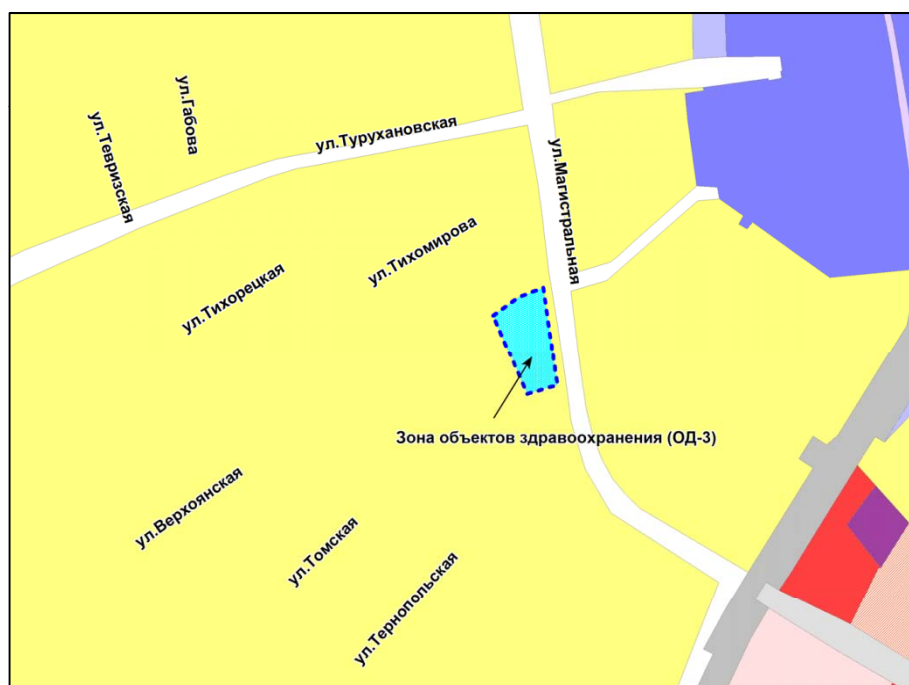 ул.Габова
ул.Тевризская
ул.Турухановская
ул.Магистральная
ул.Тихомирова
ул.Тихорецкая
Зона объектов здравоохранения (ОД-3)
ул.Верхоянская
ул.Томская
ул.Тернопольская